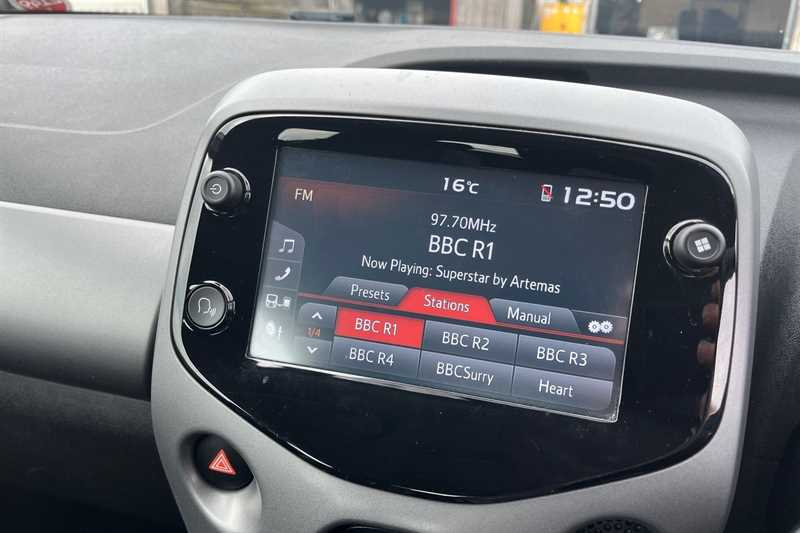 16°C
12:50
FM
97.70MHz
BBC R1
Now Playing: Superstar by Artemas
Presets
Stations
Manual
1/4
BBC R1
BBC R2
BBC R3
BBC R4
BBCSurry
Heart